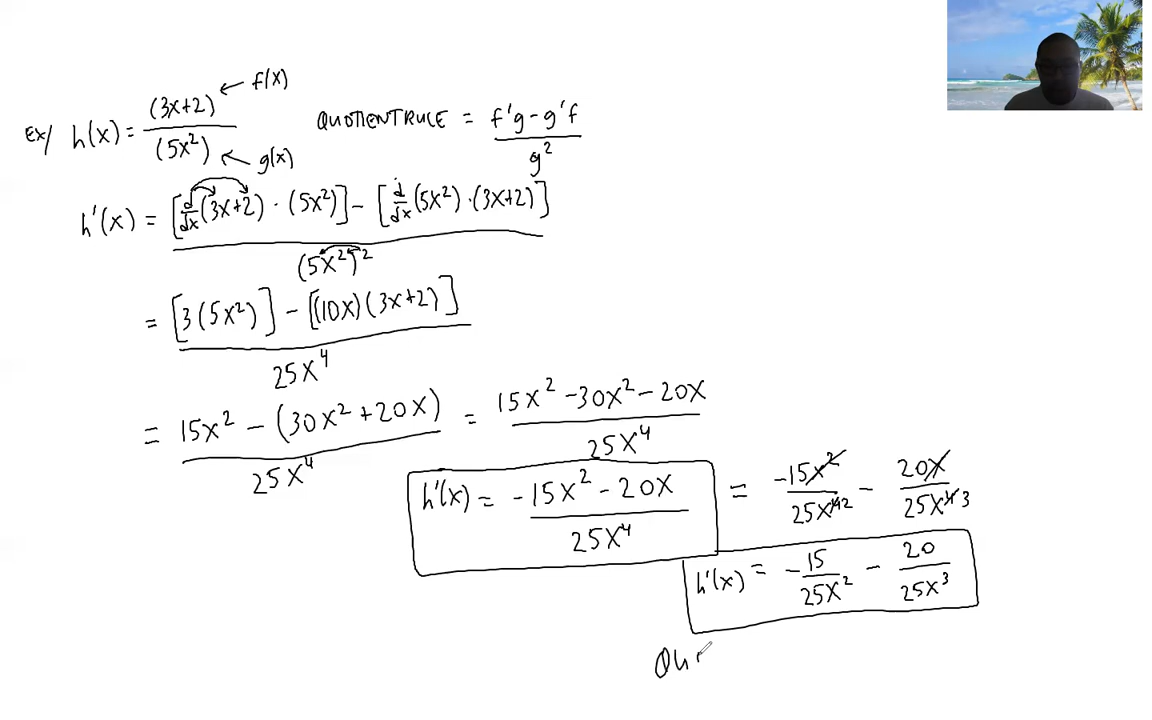 EX/ h(x) = (3x+2) / (5x²) ← f(x) ← g(x) QUOTIENT RULE = f'g - g'f / g²
h'(x) = [d/dx (3x+2) · (5x²)] - [d/dx (5x²) · (3x+2)] / (5x²)²
= [3(5x²)] - [(10x)(3x+2)] / 25x⁴
= 15x² - (30x² + 20x) / 25x⁴ = 15x² - 30x² - 20x / 25x⁴
h'(x) = -15x² - 20x / 25x⁴ = -15x² / 25x⁴² - 20x / 25x⁴³
h'(x) = -15 / 25x² - 20 / 25x³